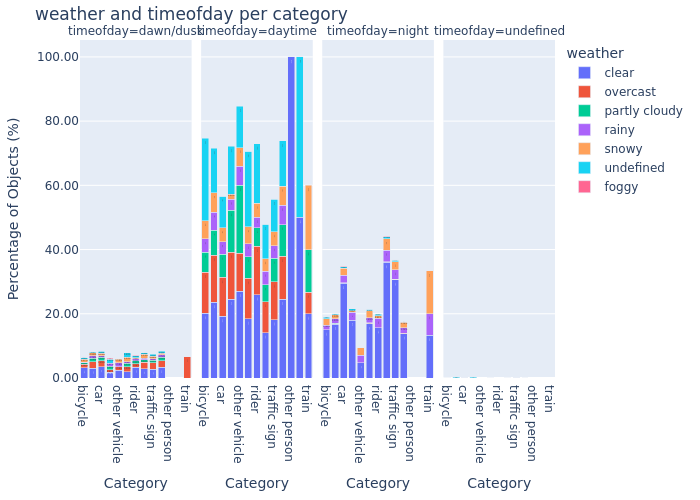 weather and timeofday per category
timeofday=dawn/dusk timeofday=daytime timeofday=night timeofday=undefined
Percentage of Objects (%)
100.00
80.00
60.00
40.00
20.00
0.00
bicycle car other vehicle rider traffic sign other person train
bicycle car other vehicle rider traffic sign other person train
bicycle car other vehicle rider traffic sign other person train
bicycle car other vehicle rider traffic sign other person train
Category Category Category Category
weather
clear
overcast
partly cloudy
rainy
snowy
undefined
foggy